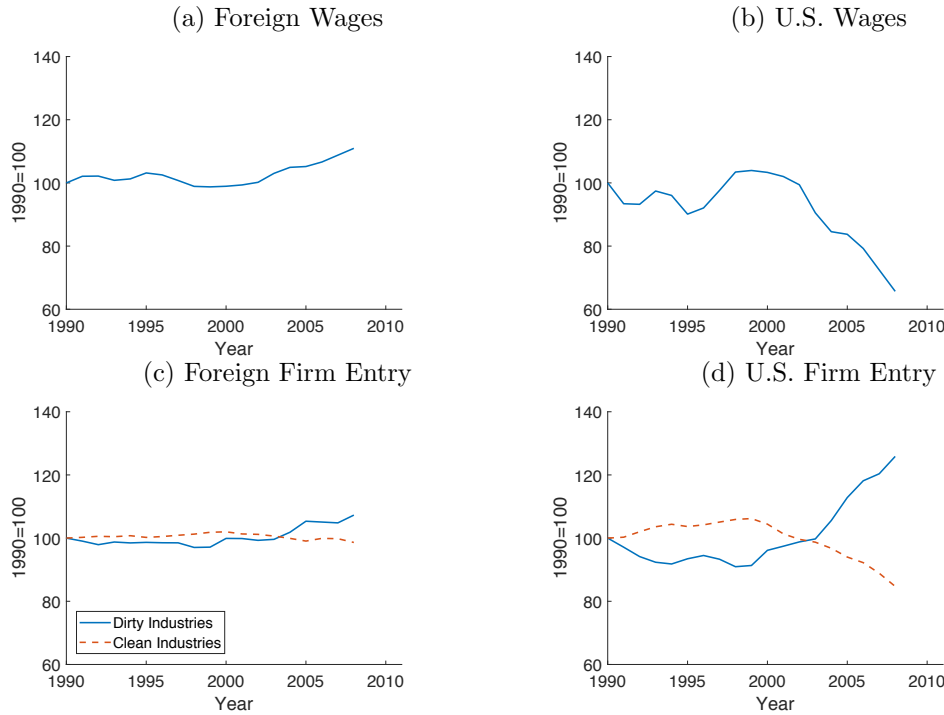 (a) Foreign Wages
140
120
100
80
60
1990=100
1990 1995 2000 2005 2010
Year
(b) U.S. Wages
140
120
100
80
60
1990=100
1990 1995 2000 2005 2010
Year
(c) Foreign Firm Entry
140
120
100
80
60
1990=100
Dirty Industries
Clean Industries
1990 1995 2000 2005 2010
Year
(d) U.S. Firm Entry
140
120
100
80
60
1990=100
1990 1995 2000 2005 2010
Year